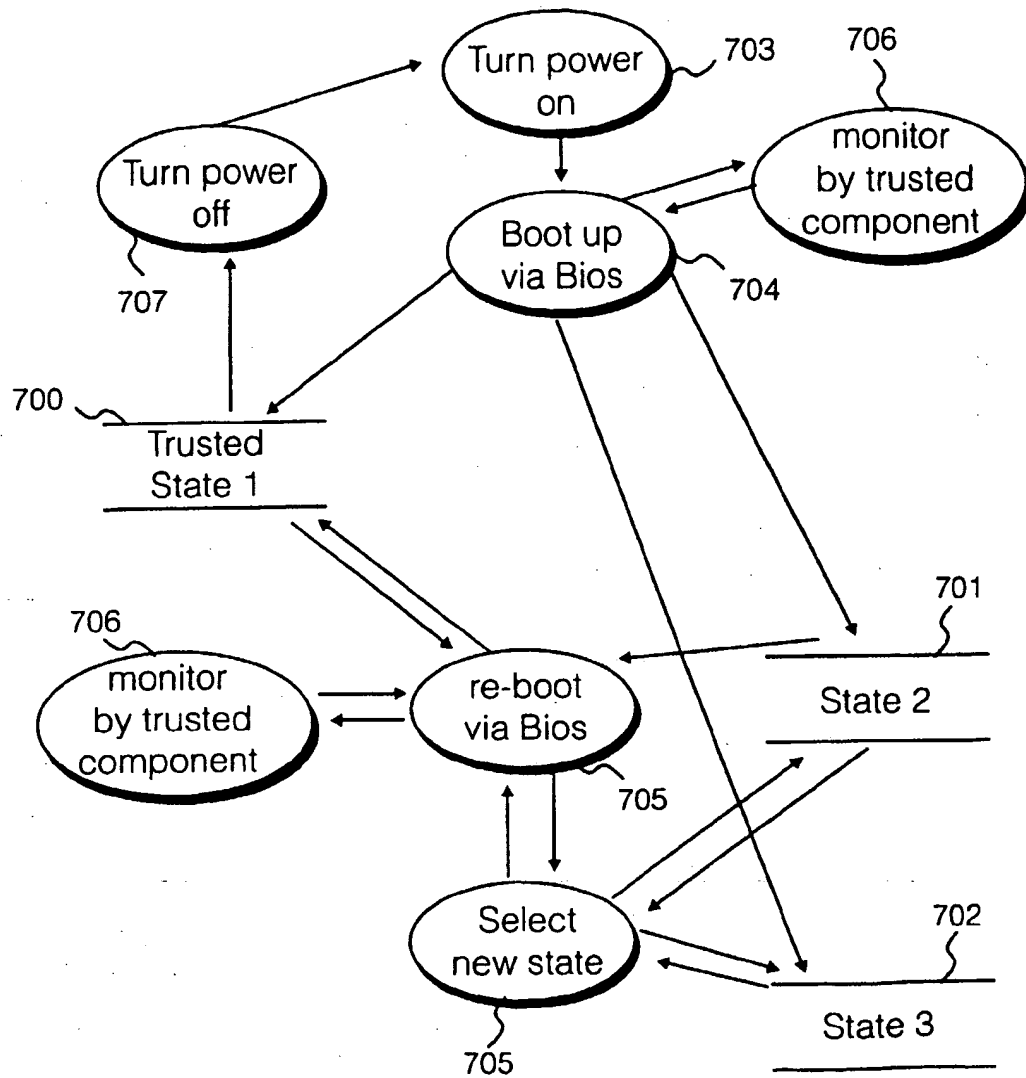 Turn power
on
703
706
monitor
by trusted
component
Turn power
off
707
Boot up
via Bios
704
700
Trusted
State 1
701
State 2
706
monitor
by trusted
component
re-boot
via Bios
705
Select
new state
705
702
State 3